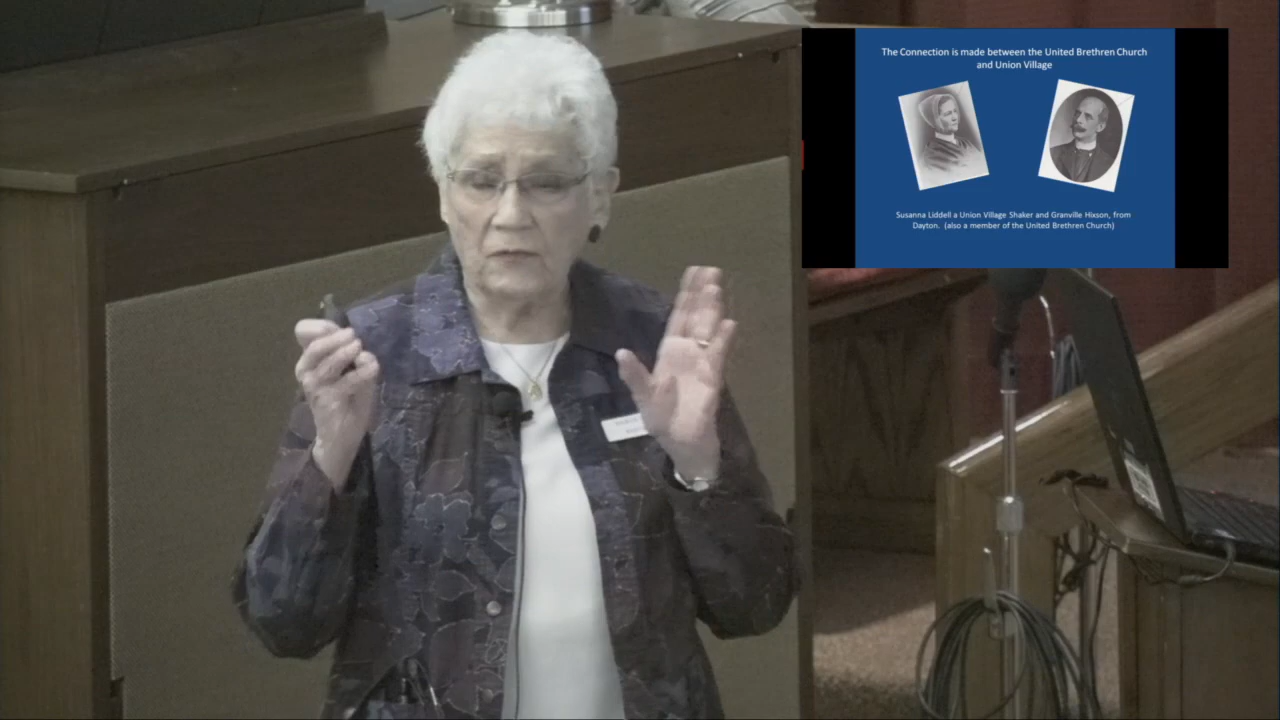 The Connection is made between the United Brethren Church
and Union Village
Susanna Liddell a Union Village Shaker and Granville Hixson, from
Dayton. (also a member of the United Brethren Church)